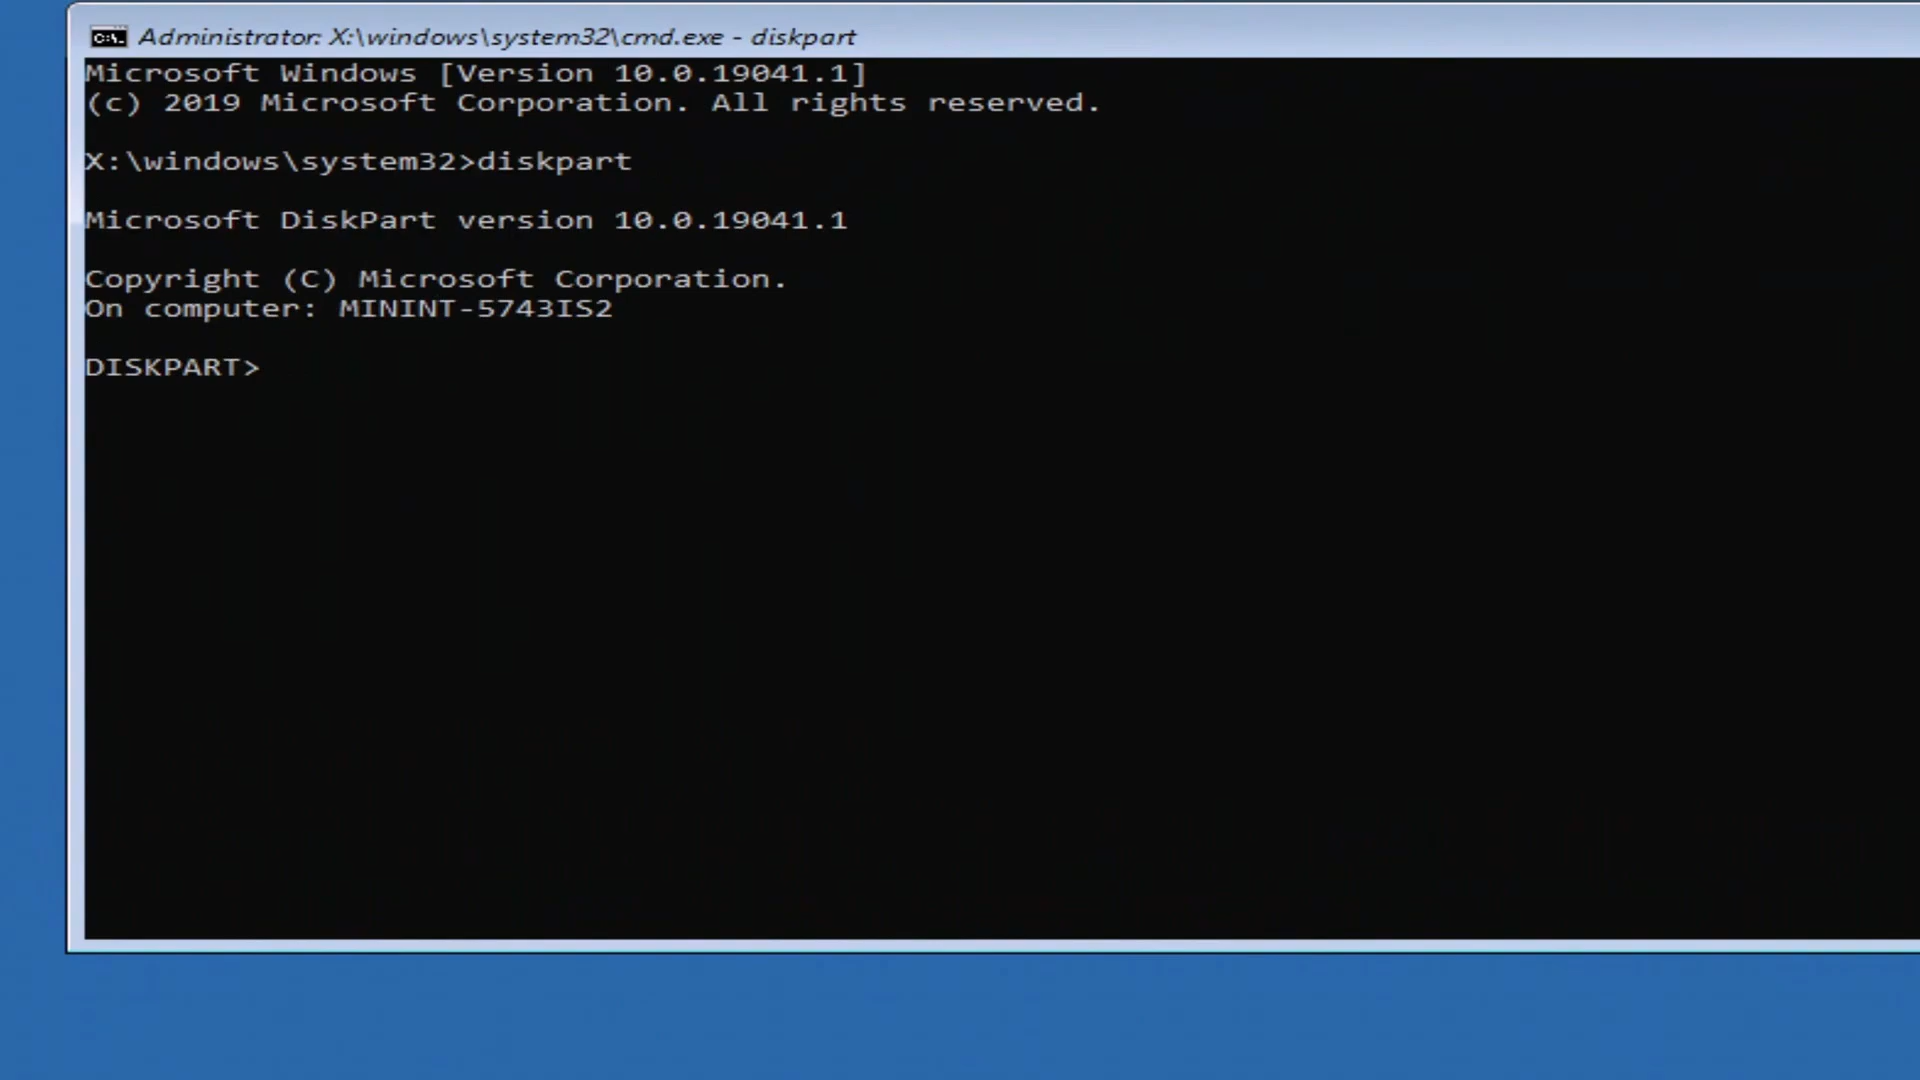 Administrator: X:\windows\system32\cmd.exe - diskpart
Microsoft Windows [Version 10.0.19041.1]
(c) 2019 Microsoft Corporation. All rights reserved.
X:\windows\system32>diskpart
Microsoft DiskPart version 10.0.19041.1
Copyright (C) Microsoft Corporation.
On computer: MININT-5743IS2
DISKPART>